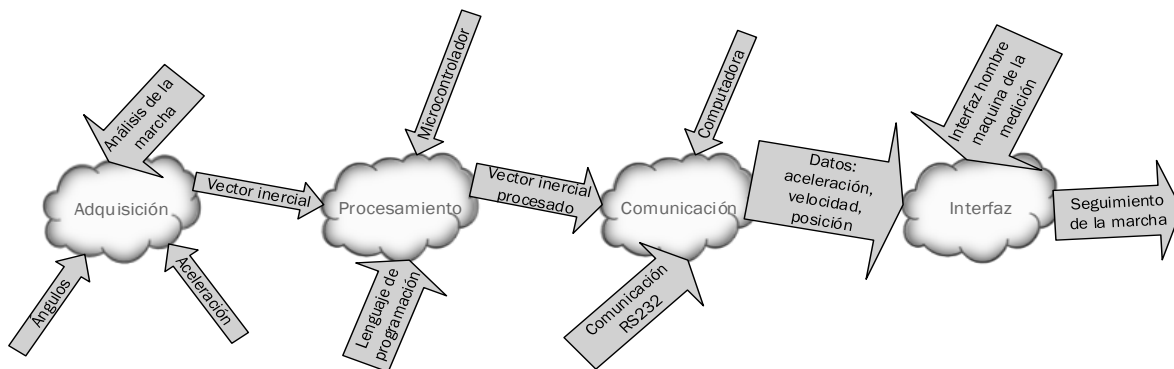 Análisis de la
marcha
Adquisición
Ángulos
Aceleración
Vector inercial
Microcontrolador
Procesamiento
Lenguaje de
programación
Vector inercial
procesado
Computadora
Comunicación
Comunicación
RS232
Datos:
aceleración,
velocidad,
posición
Interfaz hombre
maquina de la
medición
Interfaz
Seguimiento
de la marcha